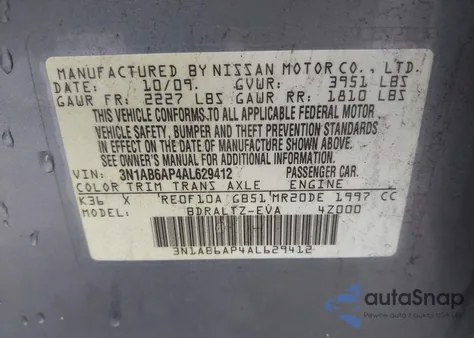 MANUFACTURED BY NISSAN MOTOR CO., LTD.
DATE: 10/09. GVWR: 3951 LBS
GAWR FR: 2227 LBS GAWR RR: 1810 LBS
THIS VEHICLE CONFORMS TO ALL APPLICABLE FEDERAL MOTOR
VEHICLE SAFETY, BUMPER, AND THEFT PREVENTION STANDARDS
IN EFFECT ON THE DATE OF MANUFACTURE SHOWN ABOVE.
SEE OWNER'S MANUAL FOR ADDITIONAL INFORMATION.
VIN: 3N1AB6AP4AL629412 PASSENGER CAR.
COLOR TRIM TRANS AXLE ENGINE
K36 X REOF10A GB51 MR20DE 1997 CC
MODEL: BDRALTZ-EVA 4Z000
3N1AB6AP4AL629412
autoSnap